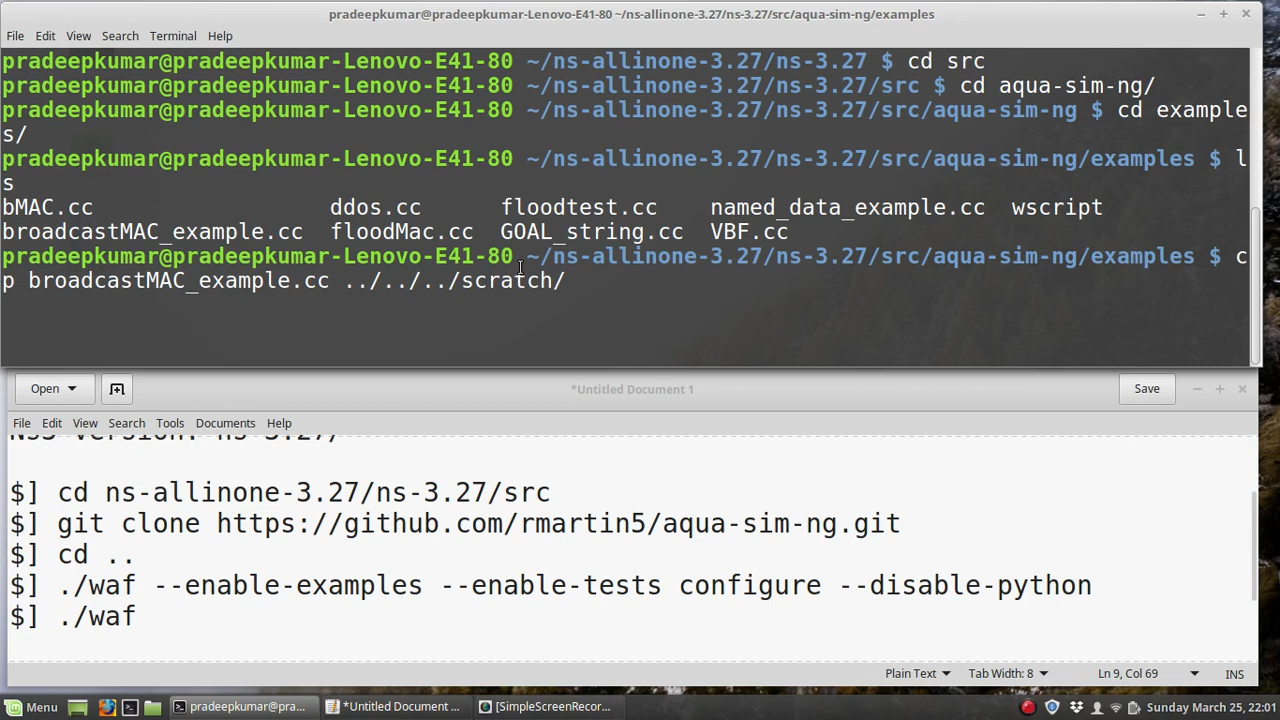 pradeepkumar@pradeepkumar-Lenovo-E41-80 ~/ns-allinone-3.27/ns-3.27/src/aqua-sim-ng/examples
File Edit View Search Terminal Help
pradeepkumar@pradeepkumar-Lenovo-E41-80 ~/ns-allinone-3.27/ns-3.27 $ cd src
pradeepkumar@pradeepkumar-Lenovo-E41-80 ~/ns-allinone-3.27/ns-3.27/src $ cd aqua-sim-ng/
pradeepkumar@pradeepkumar-Lenovo-E41-80 ~/ns-allinone-3.27/ns-3.27/src/aqua-sim-ng $ cd example
s/
pradeepkumar@pradeepkumar-Lenovo-E41-80 ~/ns-allinone-3.27/ns-3.27/src/aqua-sim-ng/examples $ l
s
bMAC.cc ddos.cc floodtest.cc named_data_example.cc wscript
broadcastMAC_example.cc floodMac.cc GOAL_string.cc VBF.cc
pradeepkumar@pradeepkumar-Lenovo-E41-80 ~/ns-allinone-3.27/ns-3.27/src/aqua-sim-ng/examples $ c
p broadcastMAC_example.cc ../../../scratch/
Open *Untitled Document 1 Save
File Edit View Search Tools Documents Help
NS3 version: ns-3.27/
$] cd ns-allinone-3.27/ns-3.27/src
$] git clone https://github.com/rmartin5/aqua-sim-ng.git
$] cd ..
$] ./waf --enable-examples --enable-tests configure --disable-python
$] ./waf
Plain Text Tab Width: 8 Ln 9, Col 69 INS
Menu pradeepkumar@pra... *Untitled Document ... [SimpleScreenRecor... Sunday March 25, 22:01